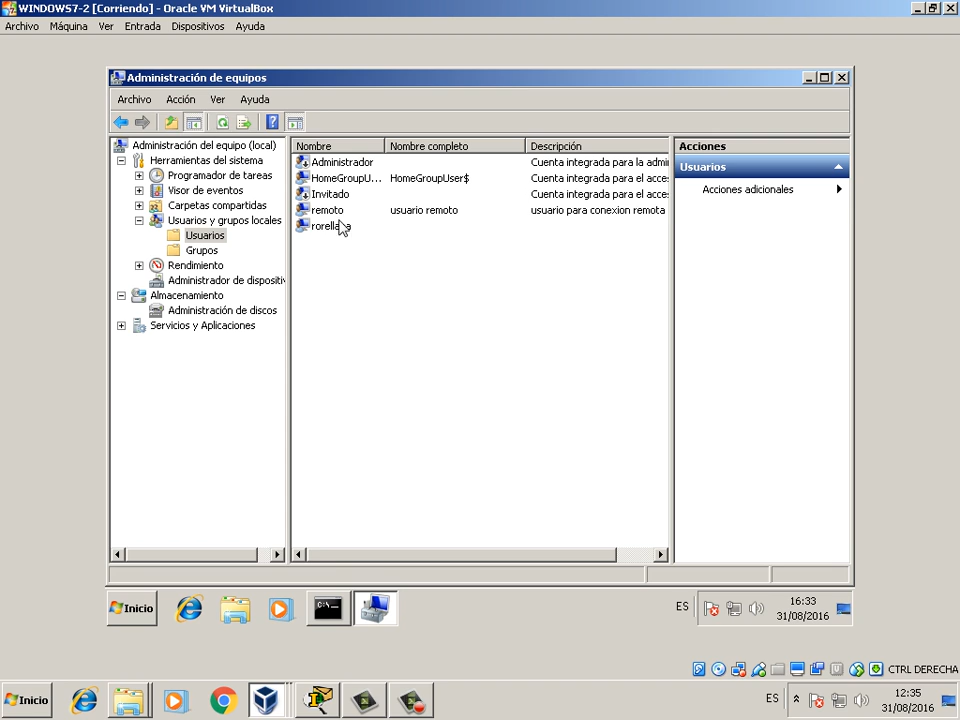 WINDOWS7-2 [Corriendo] - Oracle VM VirtualBox
Archivo Máquina Ver Entrada Dispositivos Ayuda
Administración de equipos
Archivo Acción Ver Ayuda
Administración del equipo (local)
Herramientas del sistema
Programador de tareas
Visor de eventos
Carpetas compartidas
Usuarios y grupos locales
Usuarios
Grupos
Rendimiento
Administrador de dispositi
Almacenamiento
Administración de discos
Servicios y Aplicaciones
Nombre Nombre completo Descripción
Administrador Cuenta integrada para la admi
HomeGroupU... HomeGroupUser$ Cuenta integrada para el acce
Invitado Cuenta integrada para el acce
remoto usuario remoto usuario para conexion remota
Acciones
Usuarios
Acciones adicionales
Inicio
C:\
ES
16:33
31/08/2016
CTRL DERECHA
Inicio
ES
12:35
31/08/2016